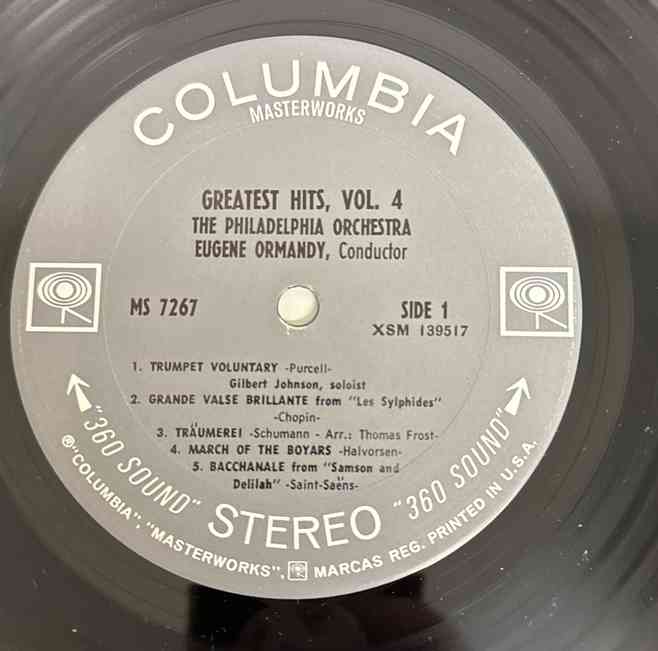 COLUMBIA
MASTERWORKS
GREATEST HITS, VOL. 4
THE PHILADELPHIA ORCHESTRA
EUGENE ORMANDY, Conductor
MS 7267
SIDE 1
XSM 139517
1. TRUMPET VOLUNTARY -Purcell-
Gilbert Johnson, soloist
2. GRANDE VALSE BRILLANTE from "Les Sylphides"
-Chopin-
3. TRÄUMEREI -Schumann - Arr.: Thomas Frost-
4. MARCH OF THE BOYARS -Halvorsen-
5. BACCHANALE from "Samson and
Delilah" -Saint-Saëns-
"360 SOUND" STEREO "360 SOUND"
®"COLUMBIA", "MASTERWORKS", MARCAS REG. PRINTED IN U.S.A.